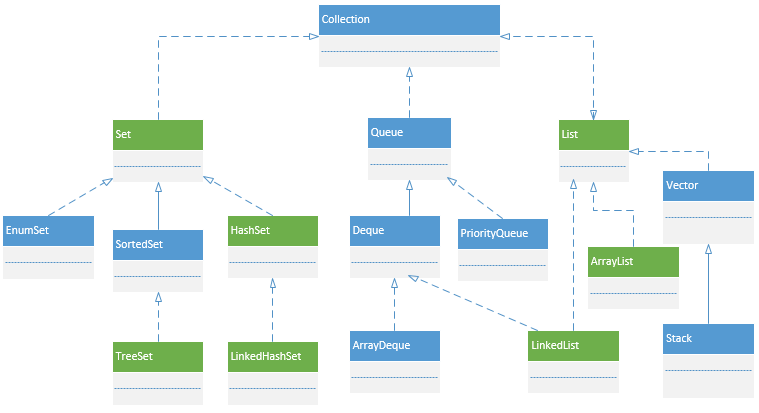 Collection
Set
Queue
List
Vector
EnumSet
SortedSet
HashSet
Deque
PriorityQueue
ArrayList
TreeSet
LinkedHashSet
ArrayDeque
LinkedList
Stack